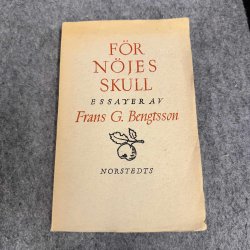 FÖR
NÖJES
SKULL
ESSAYER AV
Frans G. Bengtsson
NORSTEDTS